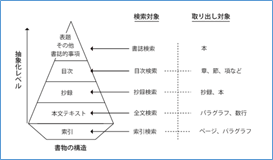 検索対象
取り出し対象
抽象化レベル
表題
その他
書誌的事項
書誌検索
本
目次
目次検索
章、節、項など
抄録
抄録検索
抄録、本
本文テキスト
全文検索
パラグラフ、数行
索引
索引検索
ページ、パラグラフ
書物の構造